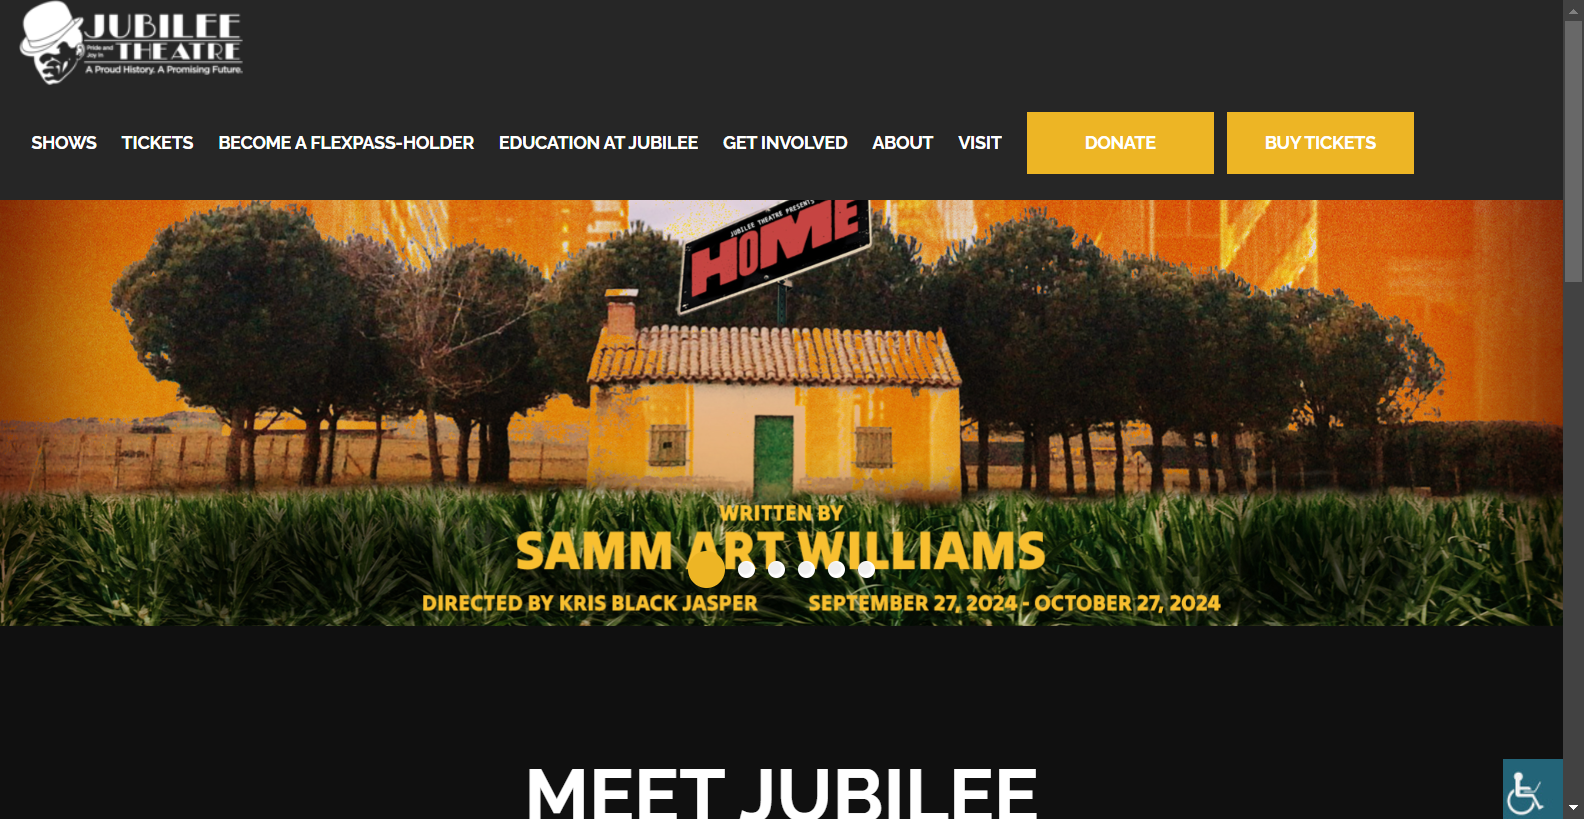 JUBILEE
Pride and
Joy in
THEATRE
A Proud History. A Promising Future.
SHOWS TICKETS BECOME A FLEXPASS-HOLDER EDUCATION AT JUBILEE GET INVOLVED ABOUT VISIT DONATE BUY TICKETS
JUBILEE THEATRE PRESENTS
HOME
WRITTEN BY
SAMM ART WILLIAMS
DIRECTED BY KRIS BLACK JASPER SEPTEMBER 27, 2024 - OCTOBER 27, 2024
MEET JUBILEE